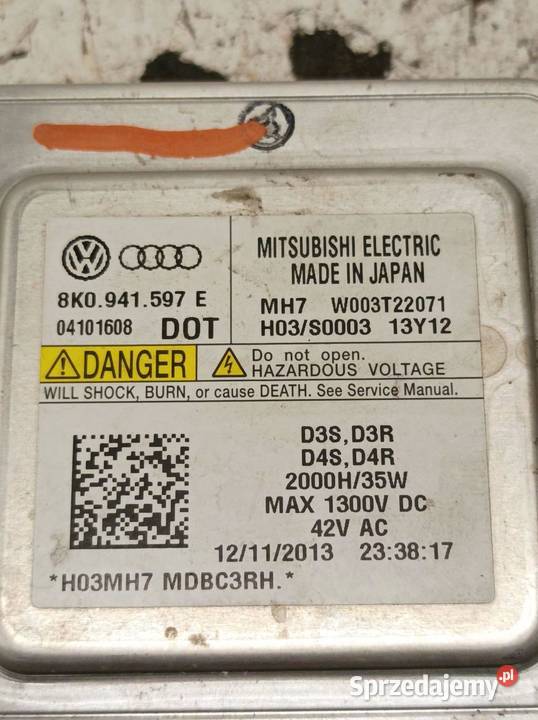 MITSUBISHI ELECTRIC
MADE IN JAPAN
8K0.941.597 E
04101608 DOT
MH7 W003T22071
H03/S0003 13Y12
DANGER
Do not open.
HAZARDOUS VOLTAGE
WILL SHOCK, BURN, or cause DEATH. See Service Manual.
D3S,D3R
D4S,D4R
2000H/35W
MAX 1300V DC
42V AC
12/11/2013 23:38:17
*H03MH7 MDBC3RH.*
Sprzedajemy.pl